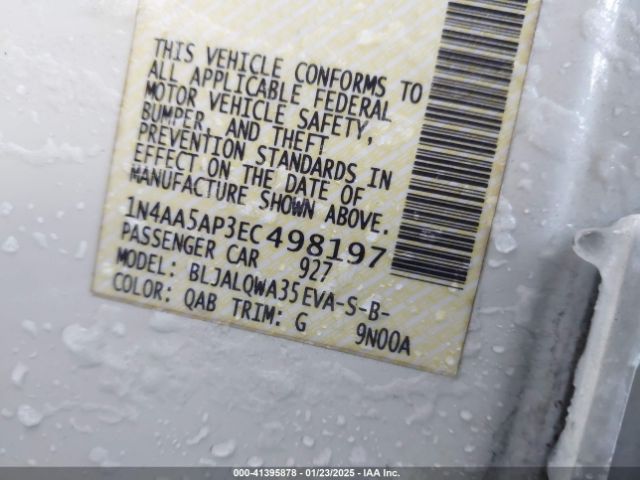 THIS VEHICLE CONFORMS TO
ALL APPLICABLE FEDERAL
MOTOR VEHICLE SAFETY,
BUMPER, AND THEFT
PREVENTION STANDARDS IN
EFFECT ON THE DATE OF
MANUFACTURE SHOWN ABOVE.
1N4AA5AP3EC498197
PASSENGER CAR 927
MODEL: BLJALQWA35EVA-S-B-
COLOR: QAB TRIM: G 9N00A
000-41395878 - 01/23/2025 - IAA Inc.